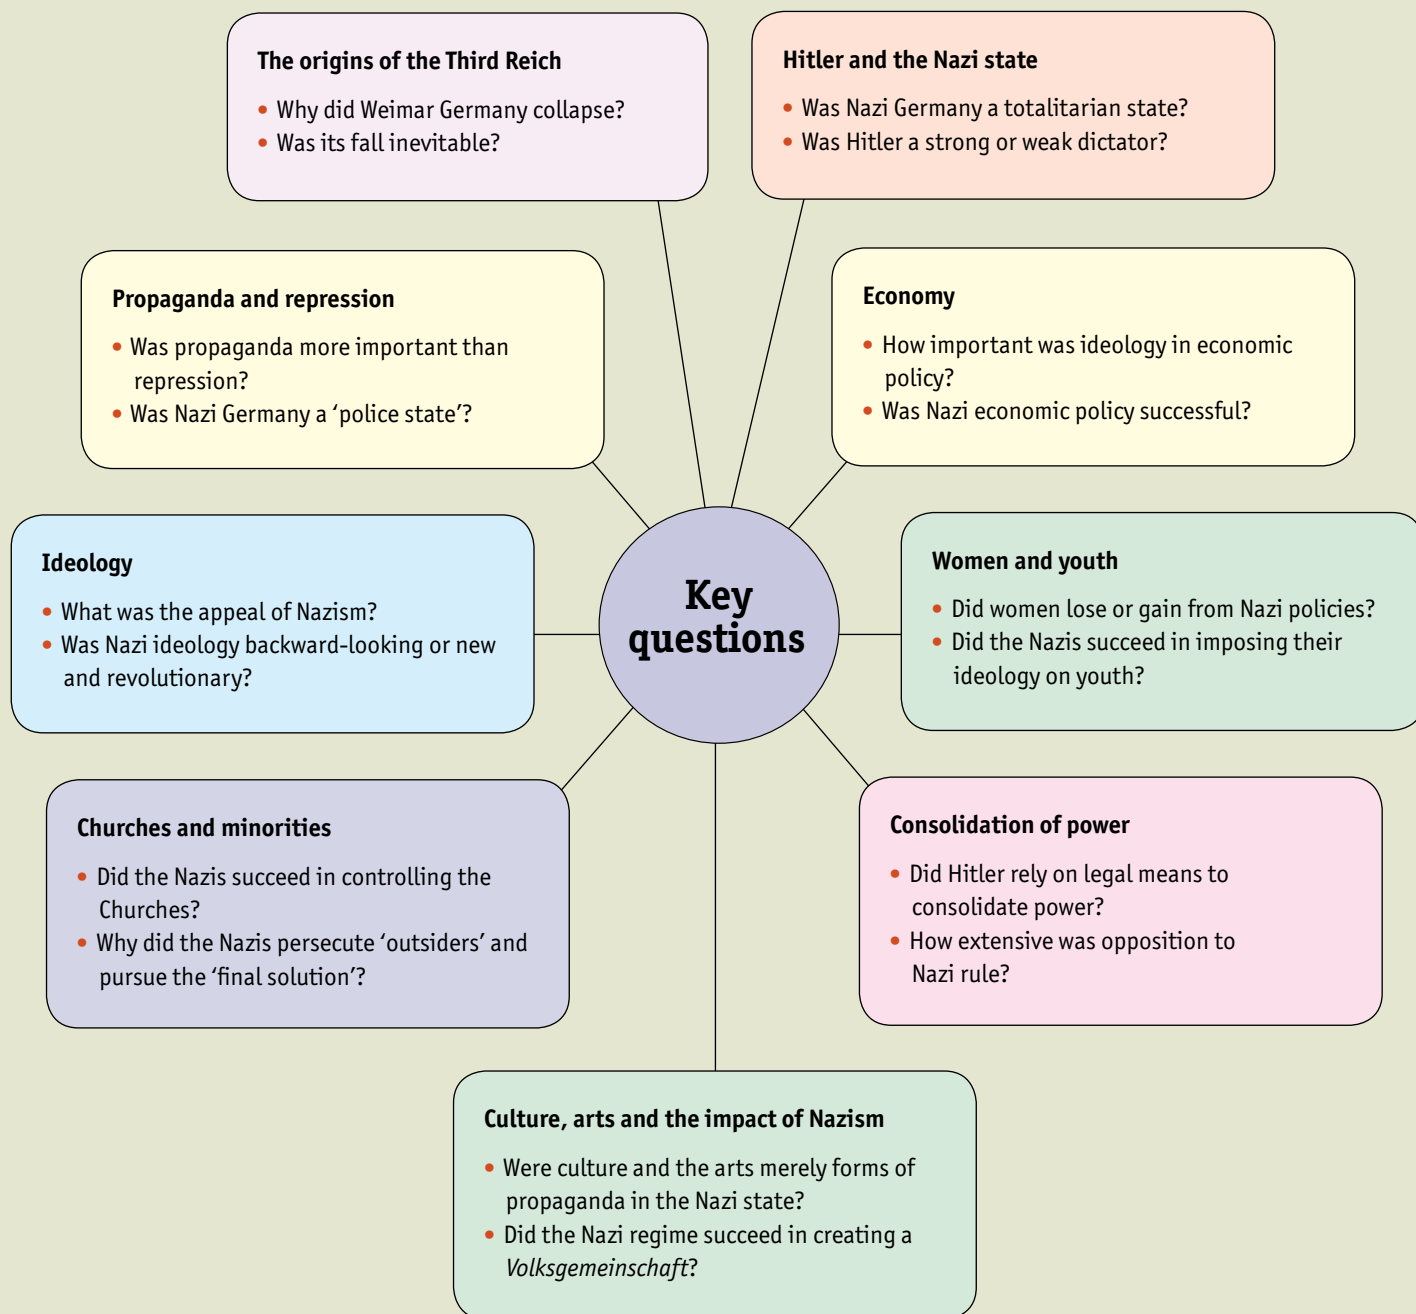 The origins of the Third Reich
• Why did Weimar Germany collapse?
• Was its fall inevitable?
Hitler and the Nazi state
• Was Nazi Germany a totalitarian state?
• Was Hitler a strong or weak dictator?
Propaganda and repression
• Was propaganda more important than
repression?
• Was Nazi Germany a ‘police state’?
Economy
• How important was ideology in economic
policy?
• Was Nazi economic policy successful?
Ideology
• What was the appeal of Nazism?
• Was Nazi ideology backward-looking or new
and revolutionary?
Key
questions
Women and youth
• Did women lose or gain from Nazi policies?
• Did the Nazis succeed in imposing their
ideology on youth?
Churches and minorities
• Did the Nazis succeed in controlling the
Churches?
• Why did the Nazis persecute ‘outsiders’ and
pursue the ‘final solution’?
Consolidation of power
• Did Hitler rely on legal means to
consolidate power?
• How extensive was opposition to
Nazi rule?
Culture, arts and the impact of Nazism
• Were culture and the arts merely forms of
propaganda in the Nazi state?
• Did the Nazi regime succeed in creating a
Volksgemeinschaft?